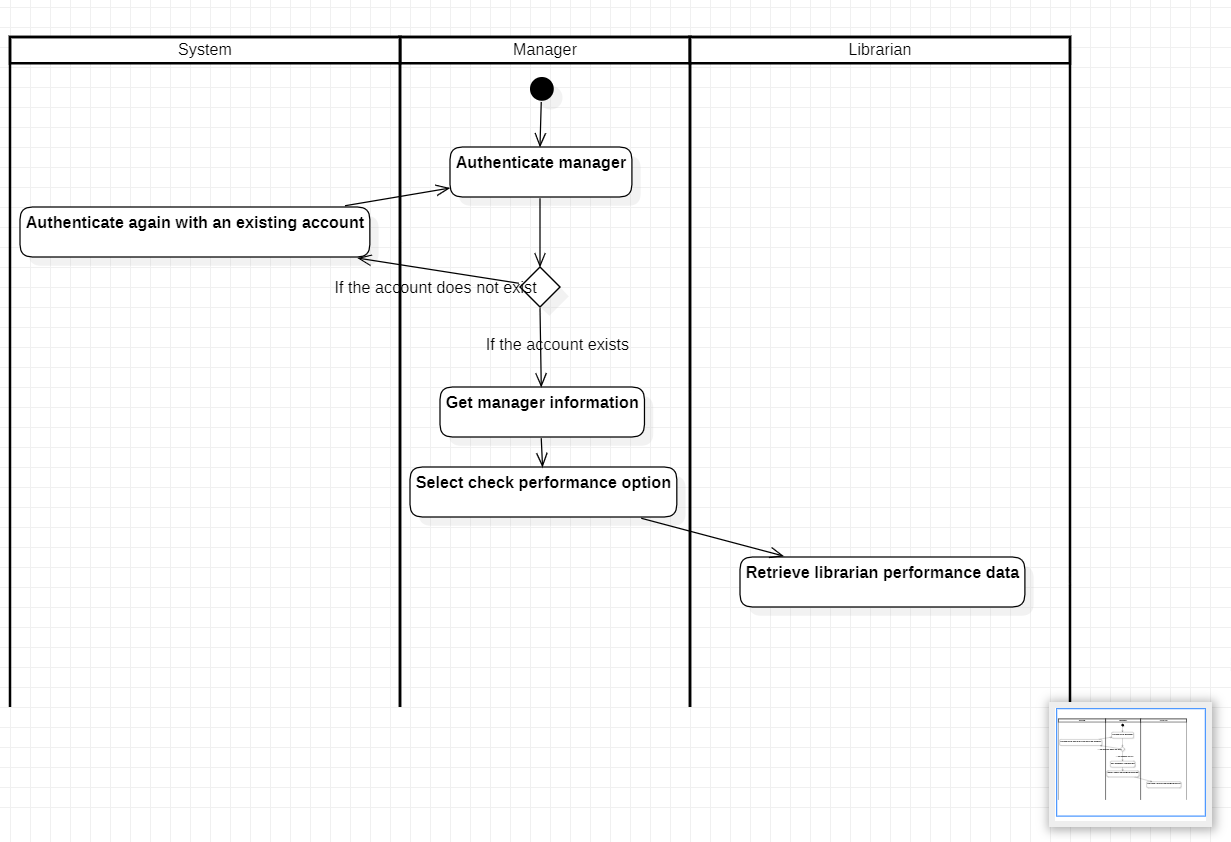 System
Manager
Librarian
Authenticate manager
Authenticate again with an existing account
If the account does not exist
If the account exists
Get manager information
Select check performance option
Retrieve librarian performance data